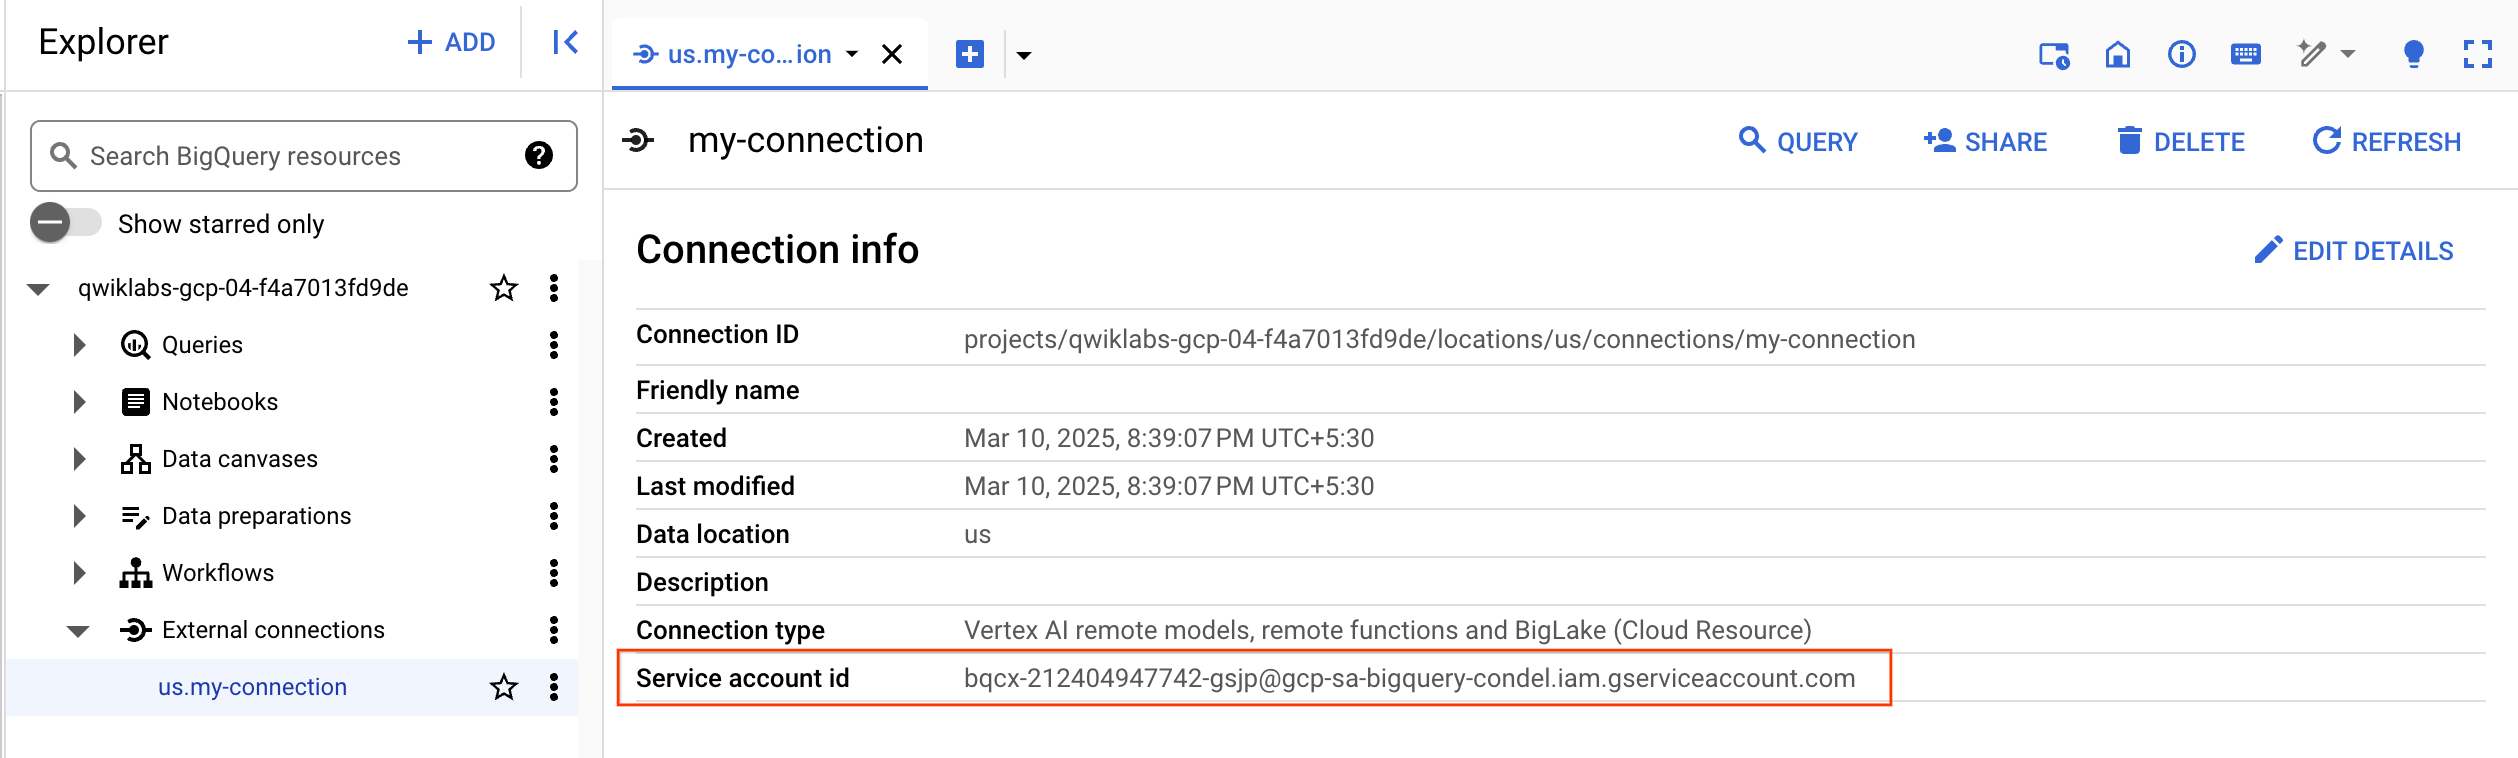 Explorer
ADD
us.my-co...ion
my-connection
QUERY
SHARE
DELETE
REFRESH
Search BigQuery resources
Show starred only
qwiklabs-gcp-04-f4a7013fd9de
Queries
Notebooks
Data canvases
Data preparations
Workflows
External connections
us.my-connection
Connection info
EDIT DETAILS
Connection ID projects/qwiklabs-gcp-04-f4a7013fd9de/locations/us/connections/my-connection
Friendly name
Created Mar 10, 2025, 8:39:07 PM UTC+5:30
Last modified Mar 10, 2025, 8:39:07 PM UTC+5:30
Data location us
Description
Connection type Vertex AI remote models, remote functions and BigLake (Cloud Resource)
Service account id bqcx-212404947742-gsjp@gcp-sa-bigquery-condel.iam.gserviceaccount.com